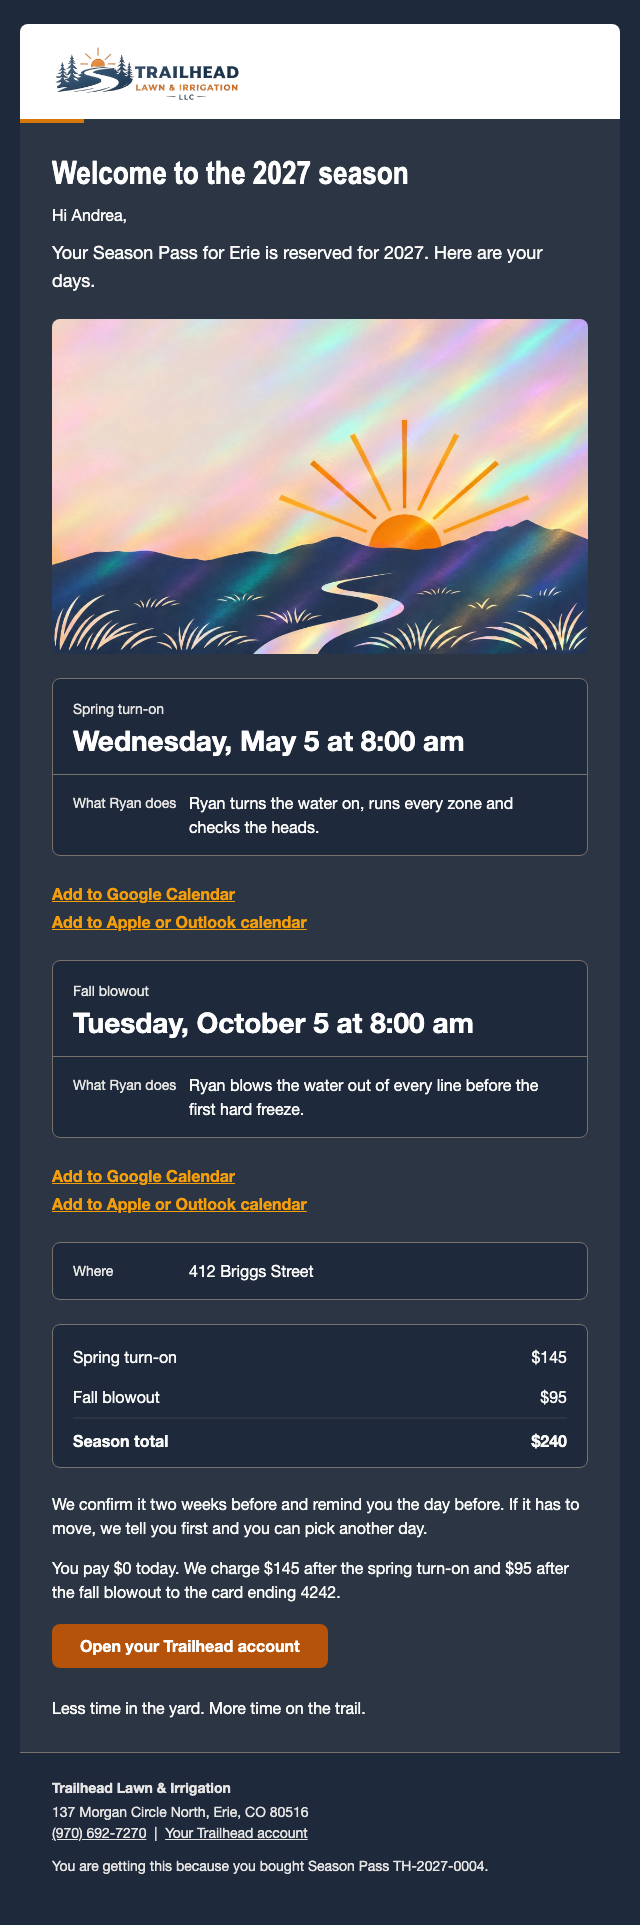 TRAILHEAD
LAWN & IRRIGATION
LLC
Welcome to the 2027 season
Hi Andrea,
Your Season Pass for Erie is reserved for 2027. Here are your
days.
Spring turn-on
Wednesday, May 5 at 8:00 am
What Ryan does Ryan turns the water on, runs every zone and
checks the heads.
Add to Google Calendar
Add to Apple or Outlook calendar
Fall blowout
Tuesday, October 5 at 8:00 am
What Ryan does Ryan blows the water out of every line before the
first hard freeze.
Add to Google Calendar
Add to Apple or Outlook calendar
Where 412 Briggs Street
Spring turn-on $145
Fall blowout $95
Season total $240
We confirm it two weeks before and remind you the day before. If it has to
move, we tell you first and you can pick another day.
You pay $0 today. We charge $145 after the spring turn-on and $95 after
the fall blowout to the card ending 4242.
Open your Trailhead account
Less time in the yard. More time on the trail.
Trailhead Lawn & Irrigation
137 Morgan Circle North, Erie, CO 80516
(970) 692-7270 | Your Trailhead account
You are getting this because you bought Season Pass TH-2027-0004.